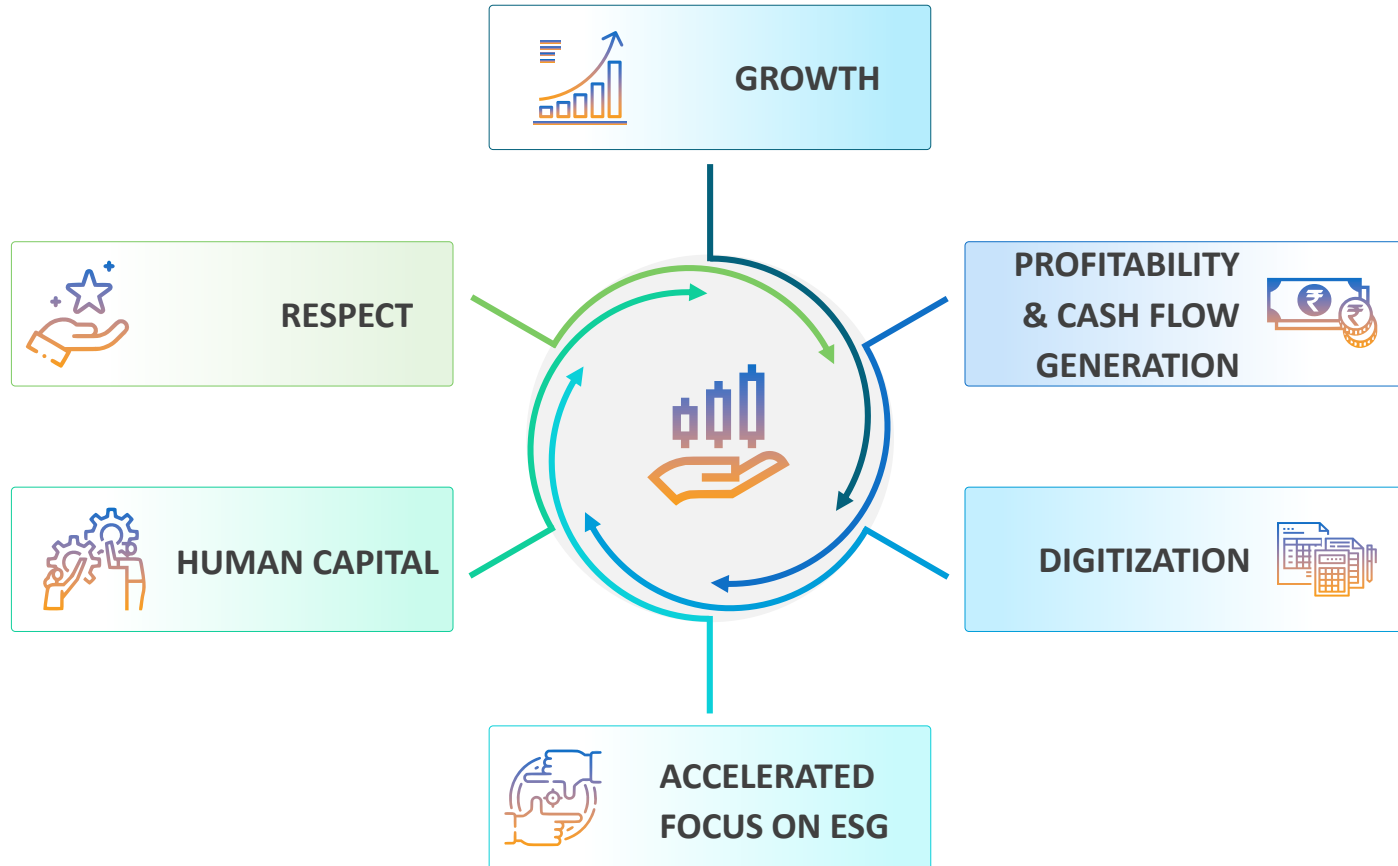 GROWTH
PROFITABILITY
& CASH FLOW
GENERATION
RESPECT
HUMAN CAPITAL
DIGITIZATION
ACCELERATED
FOCUS ON ESG